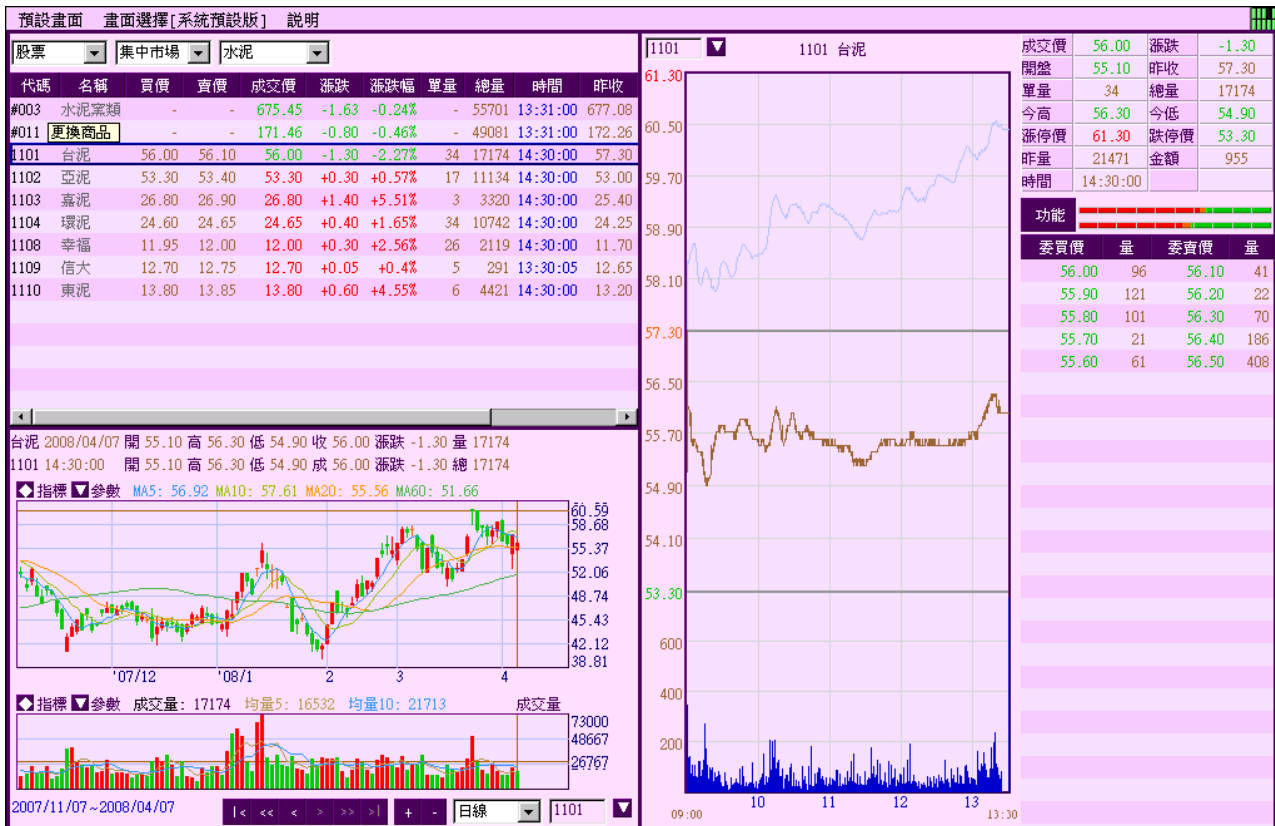 預設畫面 畫面選擇[系統預設版] 説明
股票 集中市場 水泥
代碼 名稱 買價 賣價 成交價 漲跌 漲跌幅 單量 總量 時間 昨收
#003 水泥窯類 - - 675.45 -1.63 -0.24% - 55701 13:31:00 677.08
#011 更換商品 - - 171.46 -0.80 -0.46% - 49081 13:31:00 172.26
1101 台泥 56.00 56.10 56.00 -1.30 -2.27% 34 17174 14:30:00 57.30
1102 亞泥 53.30 53.40 53.30 +0.30 +0.57% 17 11134 14:30:00 53.00
1103 嘉泥 26.80 26.90 26.80 +1.40 +5.51% 3 3320 14:30:00 25.40
1104 環泥 24.60 24.65 24.65 +0.40 +1.65% 34 10742 14:30:00 24.25
1108 幸福 11.95 12.00 12.00 +0.30 +2.56% 26 2119 14:30:00 11.70
1109 信大 12.70 12.75 12.70 +0.05 +0.4% 5 291 13:30:05 12.65
1110 東泥 13.80 13.85 13.80 +0.60 +4.55% 6 4421 14:30:00 13.20
台泥 2008/04/07 開 55.10 高 56.30 低 54.90 收 56.00 漲跌 -1.30 量 17174
1101 14:30:00 開 55.10 高 56.30 低 54.90 成 56.00 漲跌 -1.30 總 17174
指標 參數 MA5: 56.92 MA10: 57.61 MA20: 55.56 MA60: 51.66
60.59
58.68
55.37
52.06
48.74
45.43
42.12
38.81
'07/12 '08/1 2 3 4
指標 參數 成交量: 17174 均量5: 16532 均量10: 21713 成交量
73000
48667
26767
2007/11/07~2008/04/07 |< << < > >> >| + - 日線 1101
1101 1101 台泥
61.30
60.50
59.70
58.90
58.10
57.30
56.50
55.70
54.90
54.10
53.30
600
400
200
10 11 12 13
09:00 13:30
成交價 56.00 漲跌 -1.30
開盤 55.10 昨收 57.30
單量 34 總量 17174
今高 56.30 今低 54.90
漲停價 61.30 跌停價 53.30
昨量 21471 金額 955
時間 14:30:00
功能
委買價 量 委賣價 量
56.00 96 56.10 41
55.90 121 56.20 22
55.80 101 56.30 70
55.70 21 56.40 186
55.60 61 56.50 408